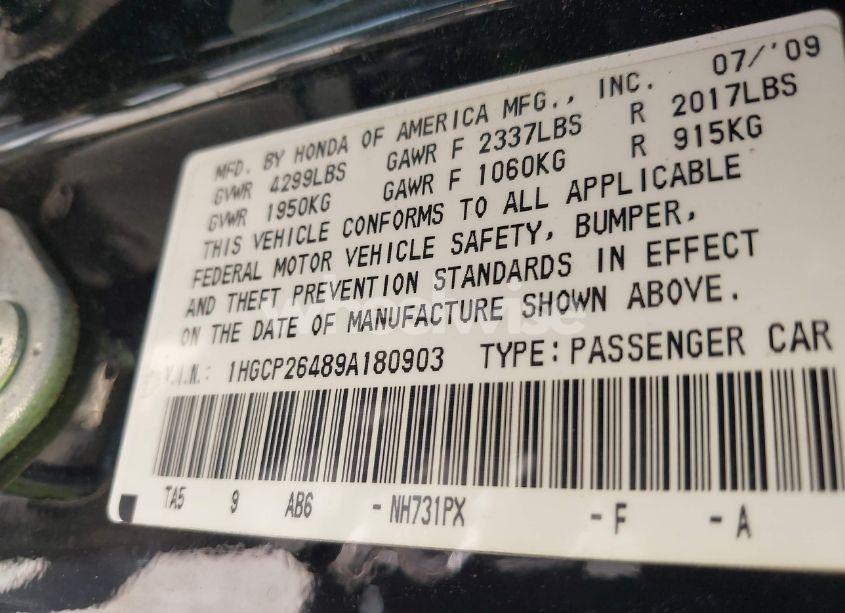 MFD. BY HONDA OF AMERICA MFG., INC. 07/'09
GVWR 4299LBS GAWR F 2337LBS R 2017LBS
GVWR 1950KG GAWR F 1060KG R 915KG
THIS VEHICLE CONFORMS TO ALL APPLICABLE
FEDERAL MOTOR VEHICLE SAFETY, BUMPER,
AND THEFT PREVENTION STANDARDS IN EFFECT
ON THE DATE OF MANUFACTURE SHOWN ABOVE.
wheelwise
V.I.N.: 1HGCP26489A180903 TYPE: PASSENGER CAR
TA5 9 AB6 - NH731PX - F - A